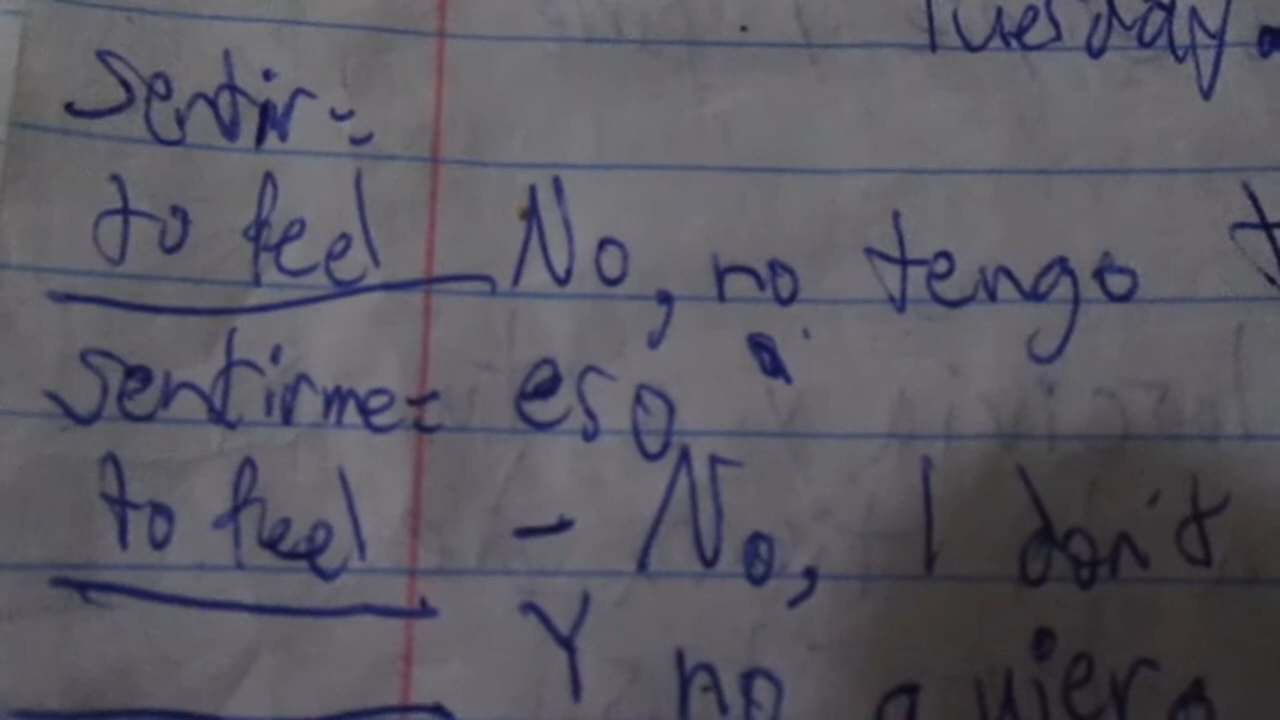 Tuesday.
Sentir=
to feel No, no tengo
sentirme= eso
to feel - No, I don't
Y no quiero